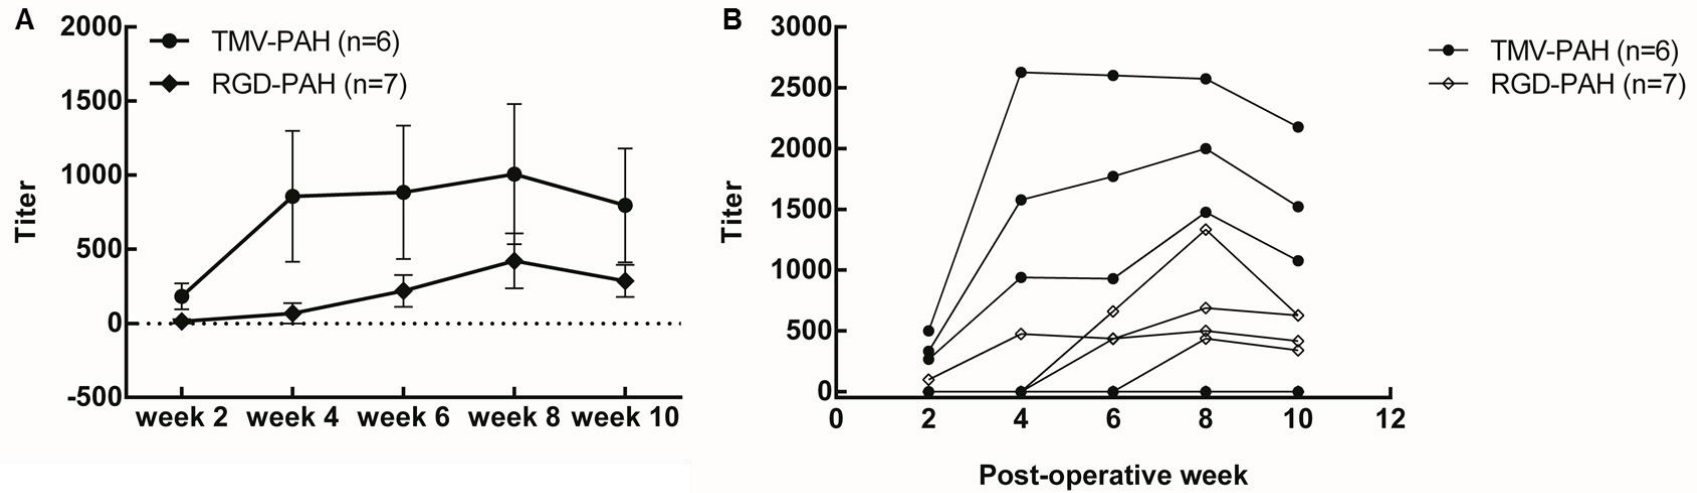 A
2000
1500
1000
500
0
-500
Titer
TMV-PAH (n=6)
RGD-PAH (n=7)
week 2 week 4 week 6 week 8 week 10
B
3000
2500
2000
1500
1000
500
0
Titer
0 2 4 6 8 10 12
Post-operative week
TMV-PAH (n=6)
RGD-PAH (n=7)